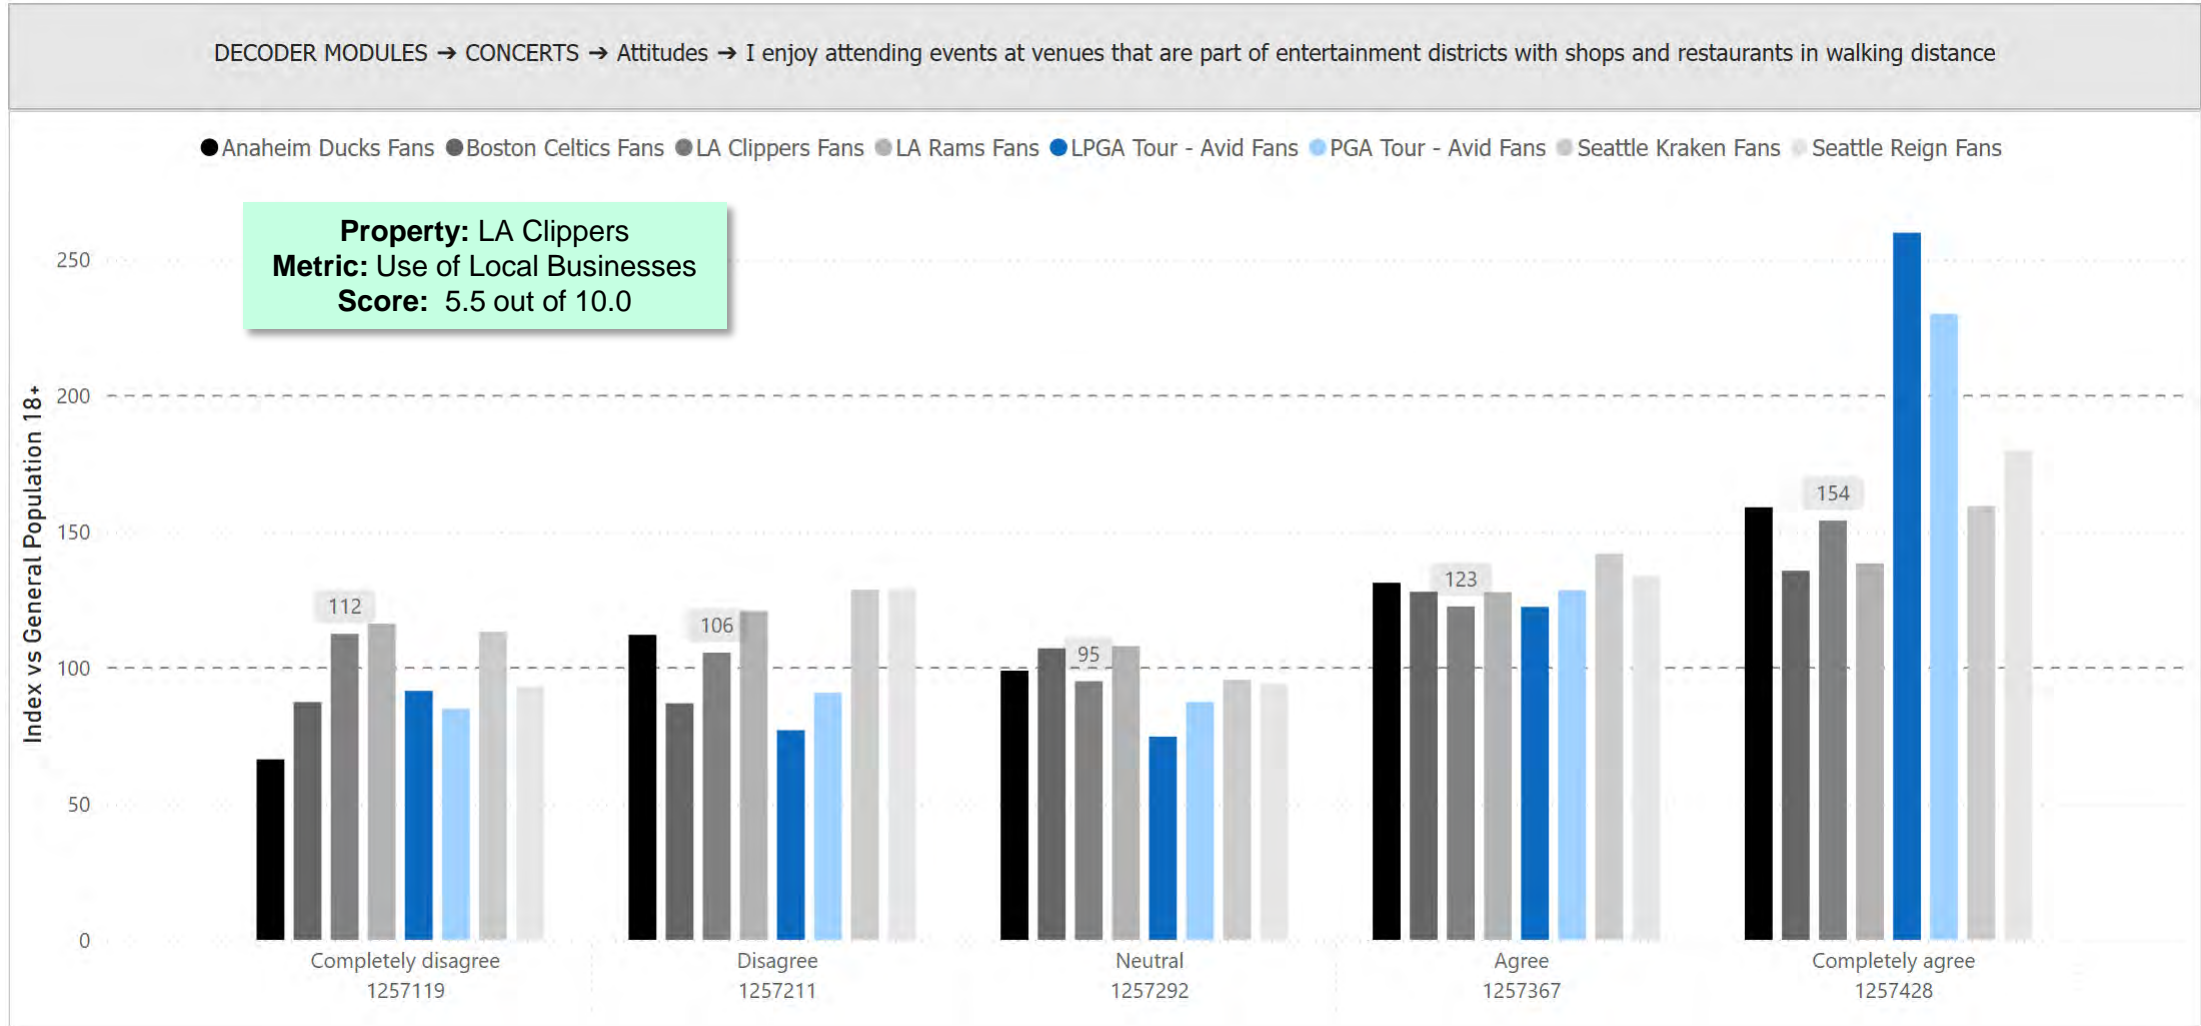 DECODER MODULES → CONCERTS → Attitudes → I enjoy attending events at venues that are part of entertainment districts with shops and restaurants in walking distance
Anaheim Ducks Fans Boston Celtics Fans LA Clippers Fans LA Rams Fans LPGA Tour - Avid Fans PGA Tour - Avid Fans Seattle Kraken Fans Seattle Reign Fans
Property: LA Clippers
Metric: Use of Local Businesses
Score: 5.5 out of 10.0
Index vs General Population 18+
250
200
150
100
50
0
112
106
95
123
154
Completely disagree
1257119
Disagree
1257211
Neutral
1257292
Agree
1257367
Completely agree
1257428